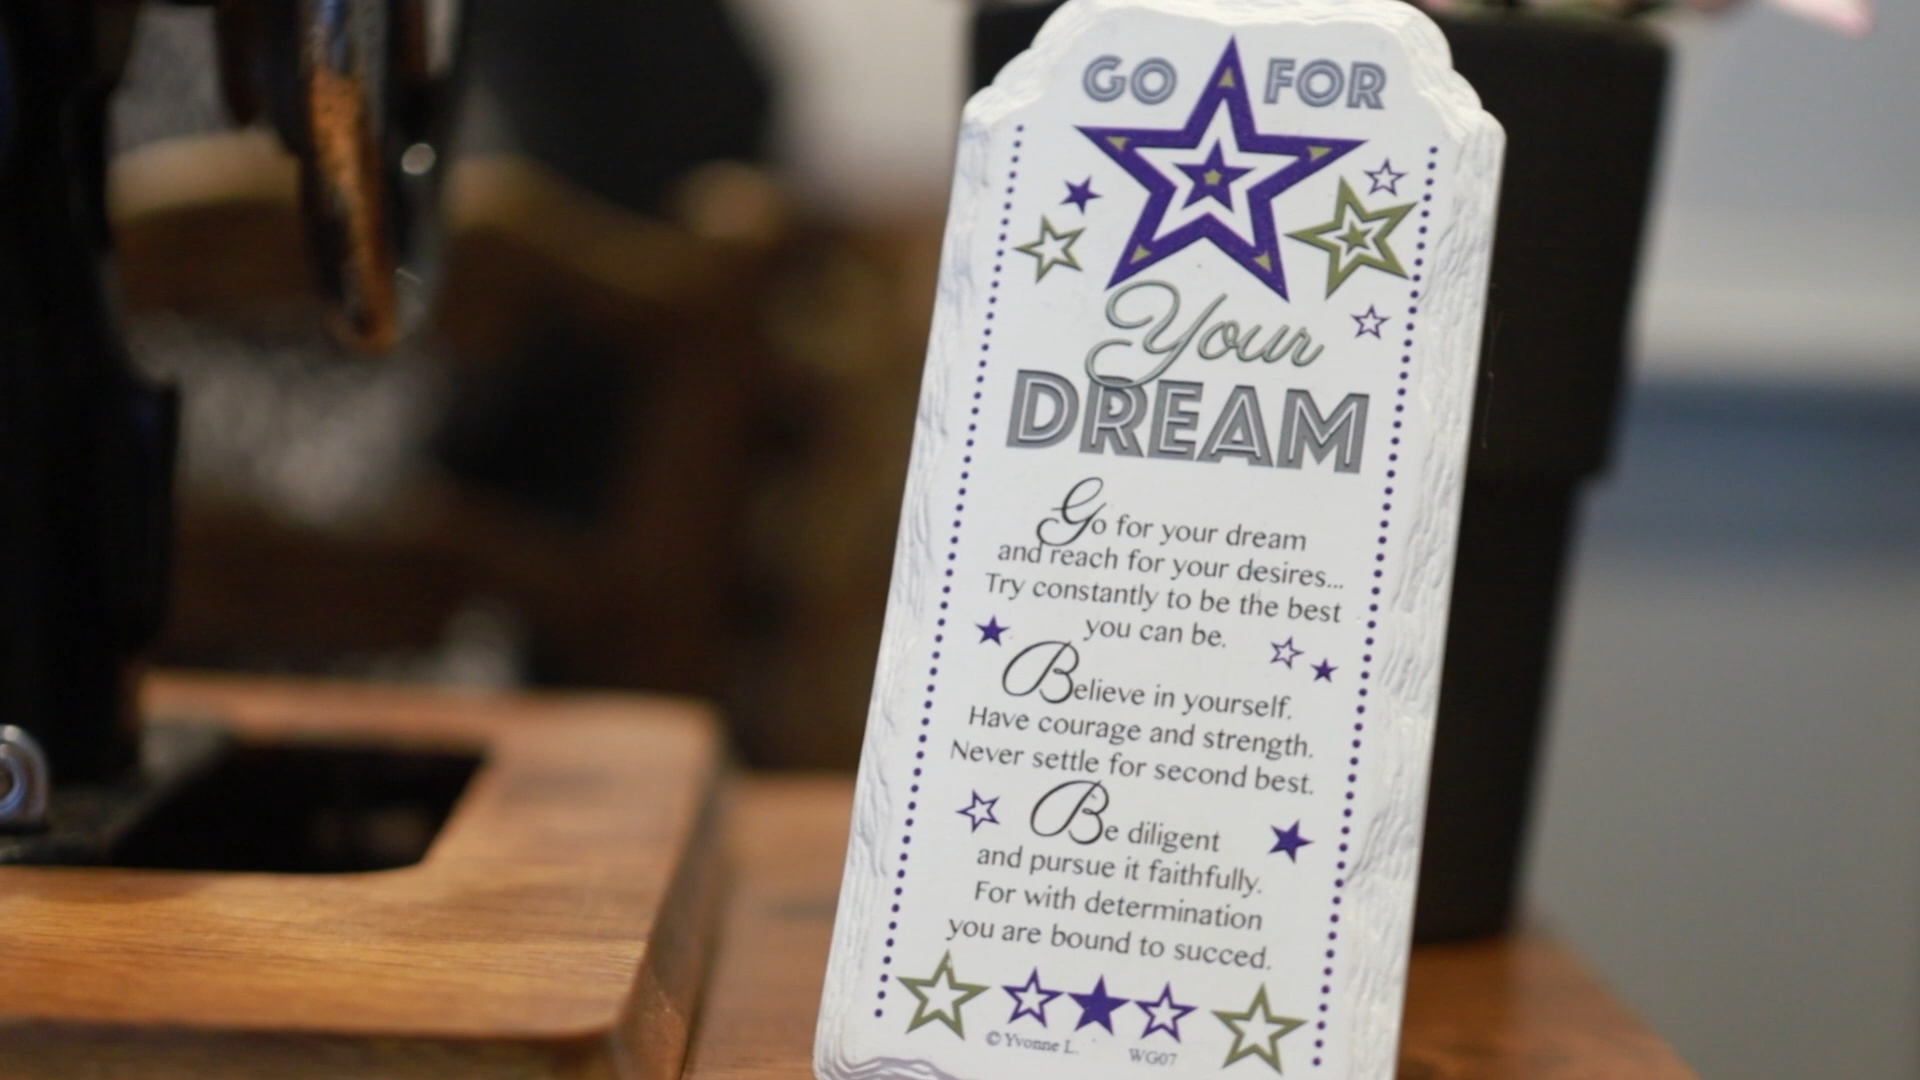 GO FOR
Your
DREAM
Go for your dream
and reach for your desires...
Try constantly to be the best
you can be.
Believe in yourself.
Have courage and strength.
Never settle for second best.
Be diligent
and pursue it faithfully.
For with determination
you are bound to succed.
© Yvonne L. WG07